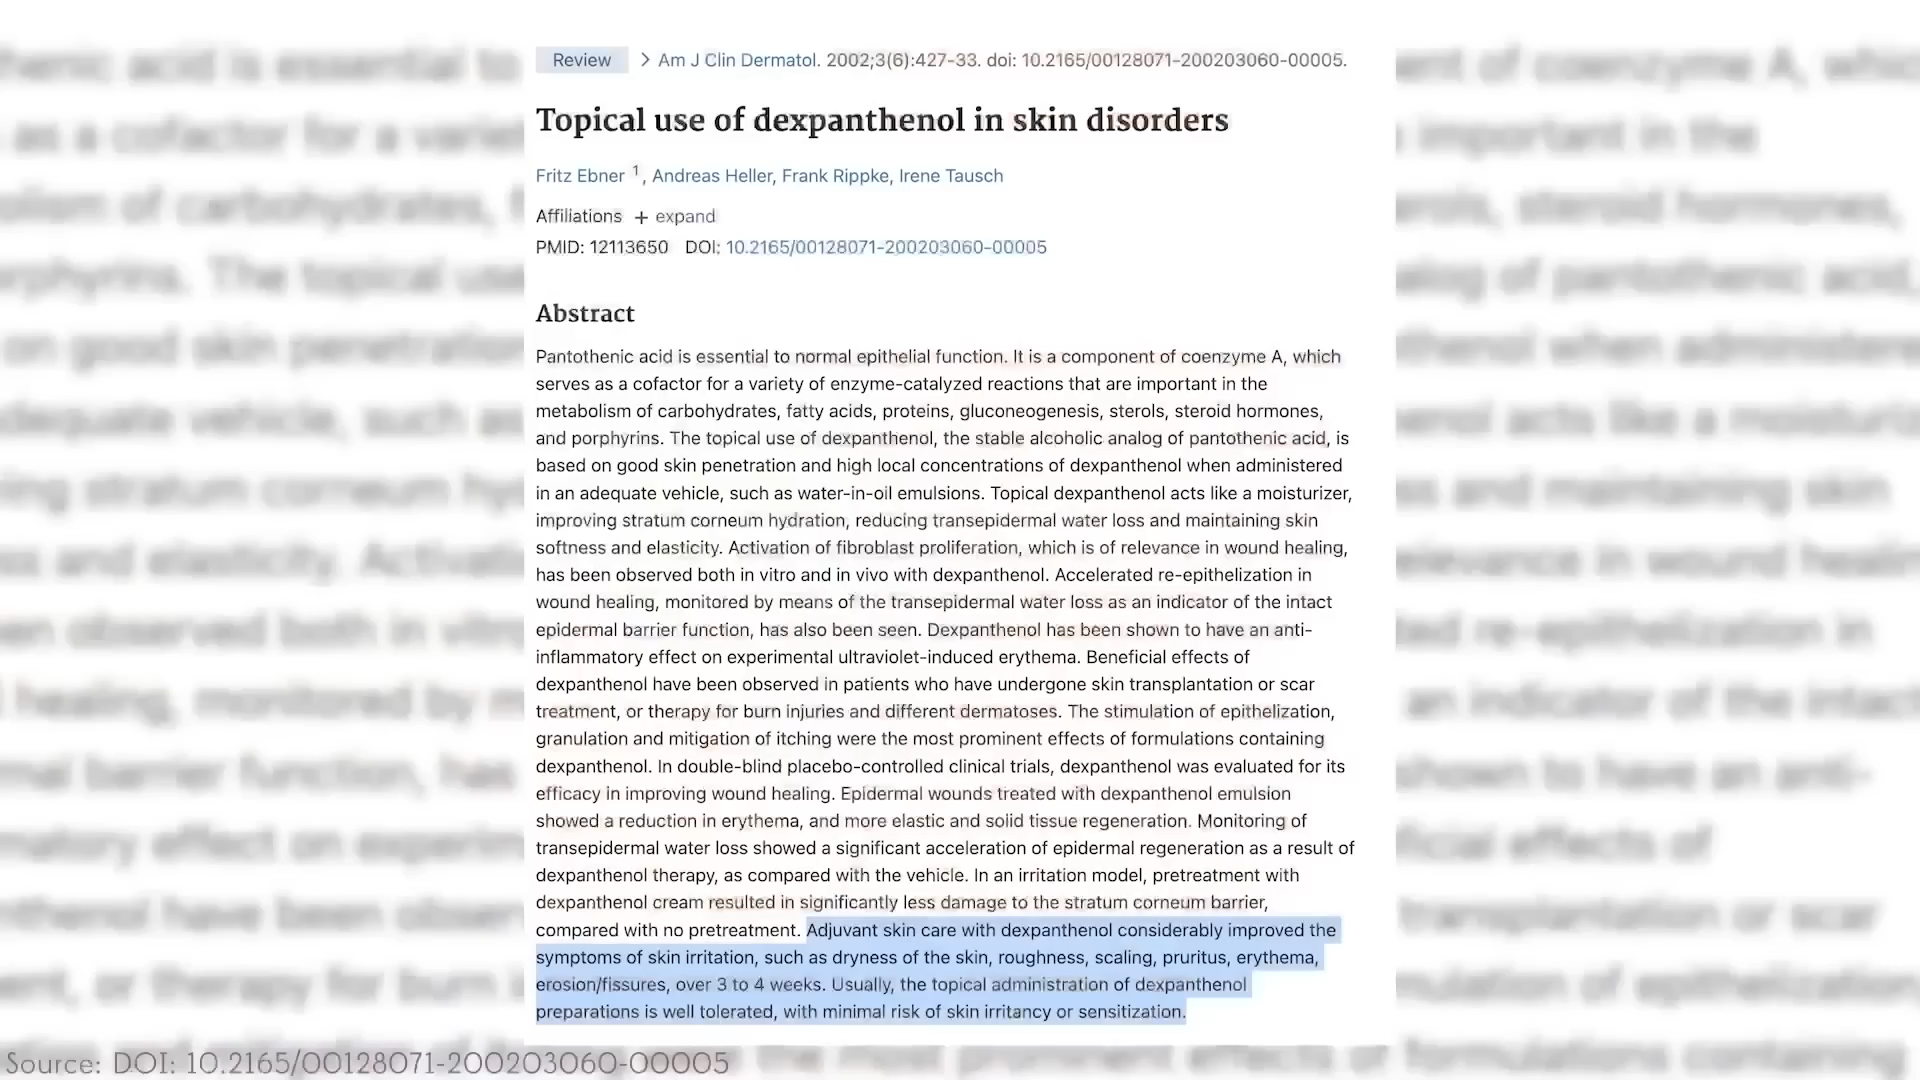 Review > Am J Clin Dermatol. 2002;3(6):427-33. doi: 10.2165/00128071-200203060-00005.
Topical use of dexpanthenol in skin disorders
Fritz Ebner 1, Andreas Heller, Frank Rippke, Irene Tausch
Affiliations + expand
PMID: 12113650 DOI: 10.2165/00128071-200203060-00005
Abstract
Pantothenic acid is essential to normal epithelial function. It is a component of coenzyme A, which
serves as a cofactor for a variety of enzyme-catalyzed reactions that are important in the
metabolism of carbohydrates, fatty acids, proteins, gluconeogenesis, sterols, steroid hormones,
and porphyrins. The topical use of dexpanthenol, the stable alcoholic analog of pantothenic acid, is
based on good skin penetration and high local concentrations of dexpanthenol when administered
in an adequate vehicle, such as water-in-oil emulsions. Topical dexpanthenol acts like a moisturizer,
improving stratum corneum hydration, reducing transepidermal water loss and maintaining skin
softness and elasticity. Activation of fibroblast proliferation, which is of relevance in wound healing,
has been observed both in vitro and in vivo with dexpanthenol. Accelerated re-epithelization in
wound healing, monitored by means of the transepidermal water loss as an indicator of the intact
epidermal barrier function, has also been seen. Dexpanthenol has been shown to have an anti-
inflammatory effect on experimental ultraviolet-induced erythema. Beneficial effects of
dexpanthenol have been observed in patients who have undergone skin transplantation or scar
treatment, or therapy for burn injuries and different dermatoses. The stimulation of epithelization,
granulation and mitigation of itching were the most prominent effects of formulations containing
dexpanthenol. In double-blind placebo-controlled clinical trials, dexpanthenol was evaluated for its
efficacy in improving wound healing. Epidermal wounds treated with dexpanthenol emulsion
showed a reduction in erythema, and more elastic and solid tissue regeneration. Monitoring of
transepidermal water loss showed a significant acceleration of epidermal regeneration as a result of
dexpanthenol therapy, as compared with the vehicle. In an irritation model, pretreatment with
dexpanthenol cream resulted in significantly less damage to the stratum corneum barrier,
compared with no pretreatment. Adjuvant skin care with dexpanthenol considerably improved the
symptoms of skin irritation, such as dryness of the skin, roughness, scaling, pruritus, erythema,
erosion/fissures, over 3 to 4 weeks. Usually, the topical administration of dexpanthenol
preparations is well tolerated, with minimal risk of skin irritancy or sensitization.
Source: DOI: 10.2165/00128071-200203060-00005